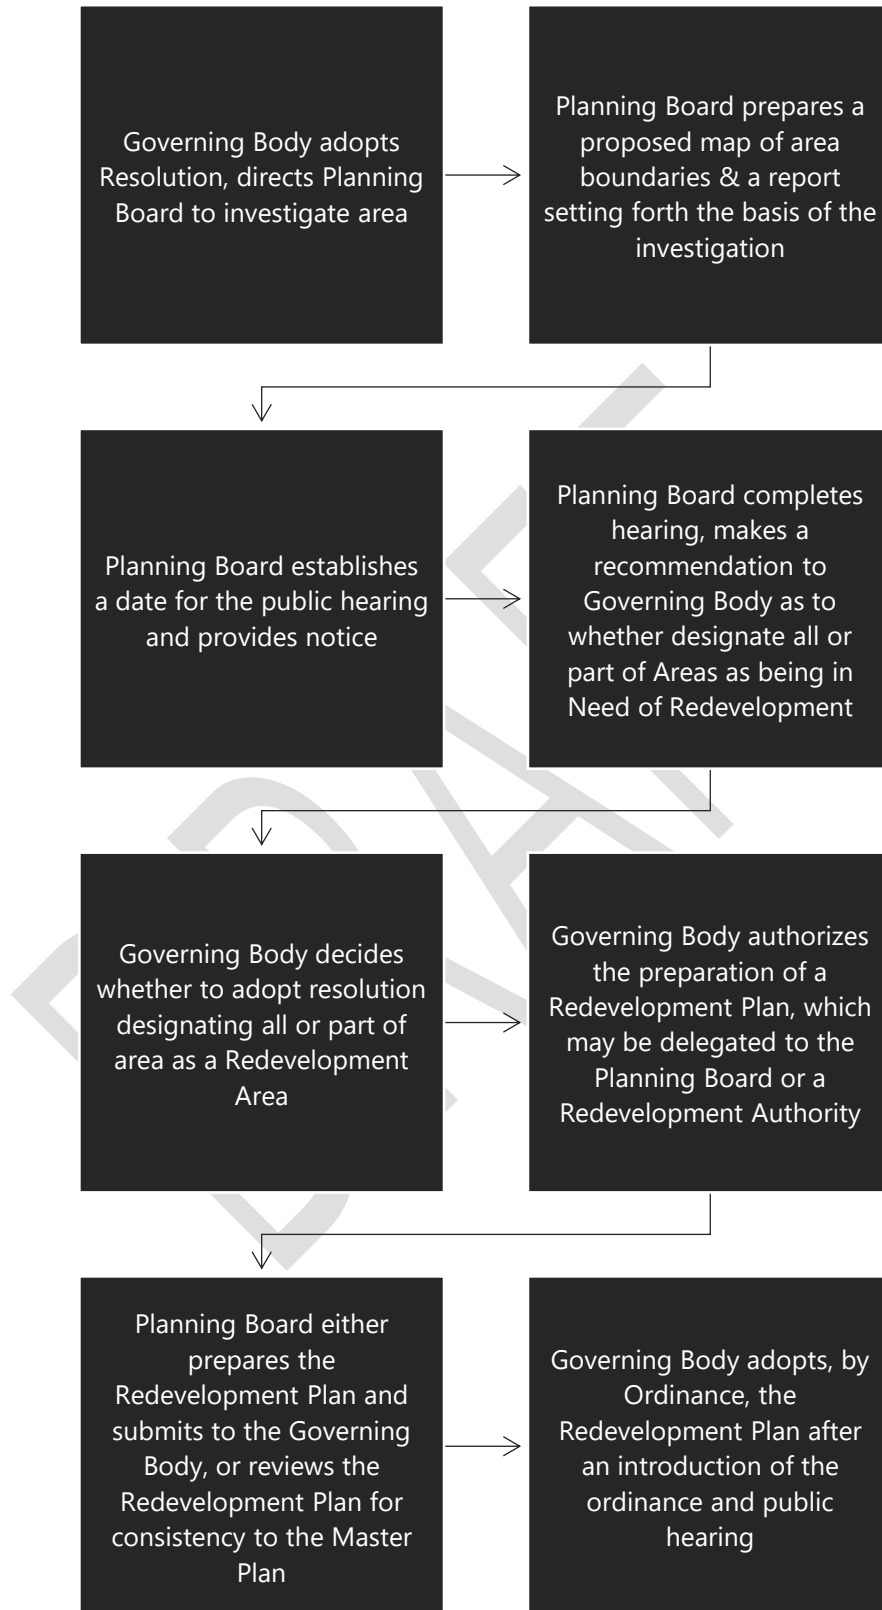 Governing Body adopts
Resolution, directs Planning
Board to investigate area
Planning Board prepares a
proposed map of area
boundaries & a report
setting forth the basis of the
investigation
Planning Board establishes
a date for the public hearing
and provides notice
Planning Board completes
hearing, makes a
recommendation to
Governing Body as to
whether designate all or
part of Areas as being in
Need of Redevelopment
Governing Body decides
whether to adopt resolution
designating all or part of
area as a Redevelopment
Area
Governing Body authorizes
the preparation of a
Redevelopment Plan, which
may be delegated to the
Planning Board or a
Redevelopment Authority
Planning Board either
prepares the
Redevelopment Plan and
submits to the Governing
Body, or reviews the
Redevelopment Plan for
consistency to the Master
Plan
Governing Body adopts, by
Ordinance, the
Redevelopment Plan after
an introduction of the
ordinance and public
hearing
DRAFT